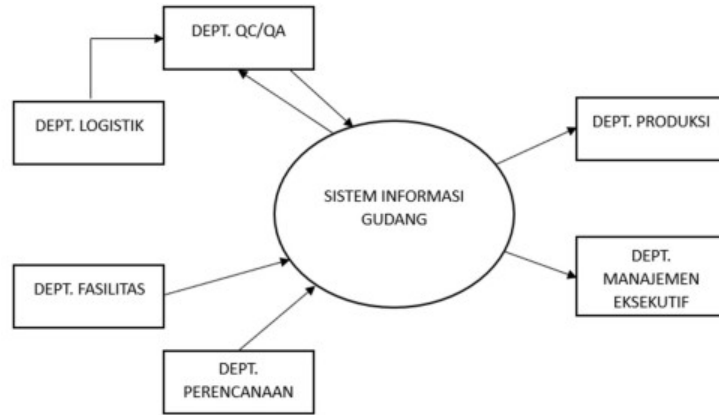 DEPT. QC/QA
DEPT. LOGISTIK
DEPT. PRODUKSI
SISTEM INFORMASI
GUDANG
DEPT.
MANAJEMEN
EKSEKUTIF
DEPT. FASILITAS
DEPT.
PERENCANAAN